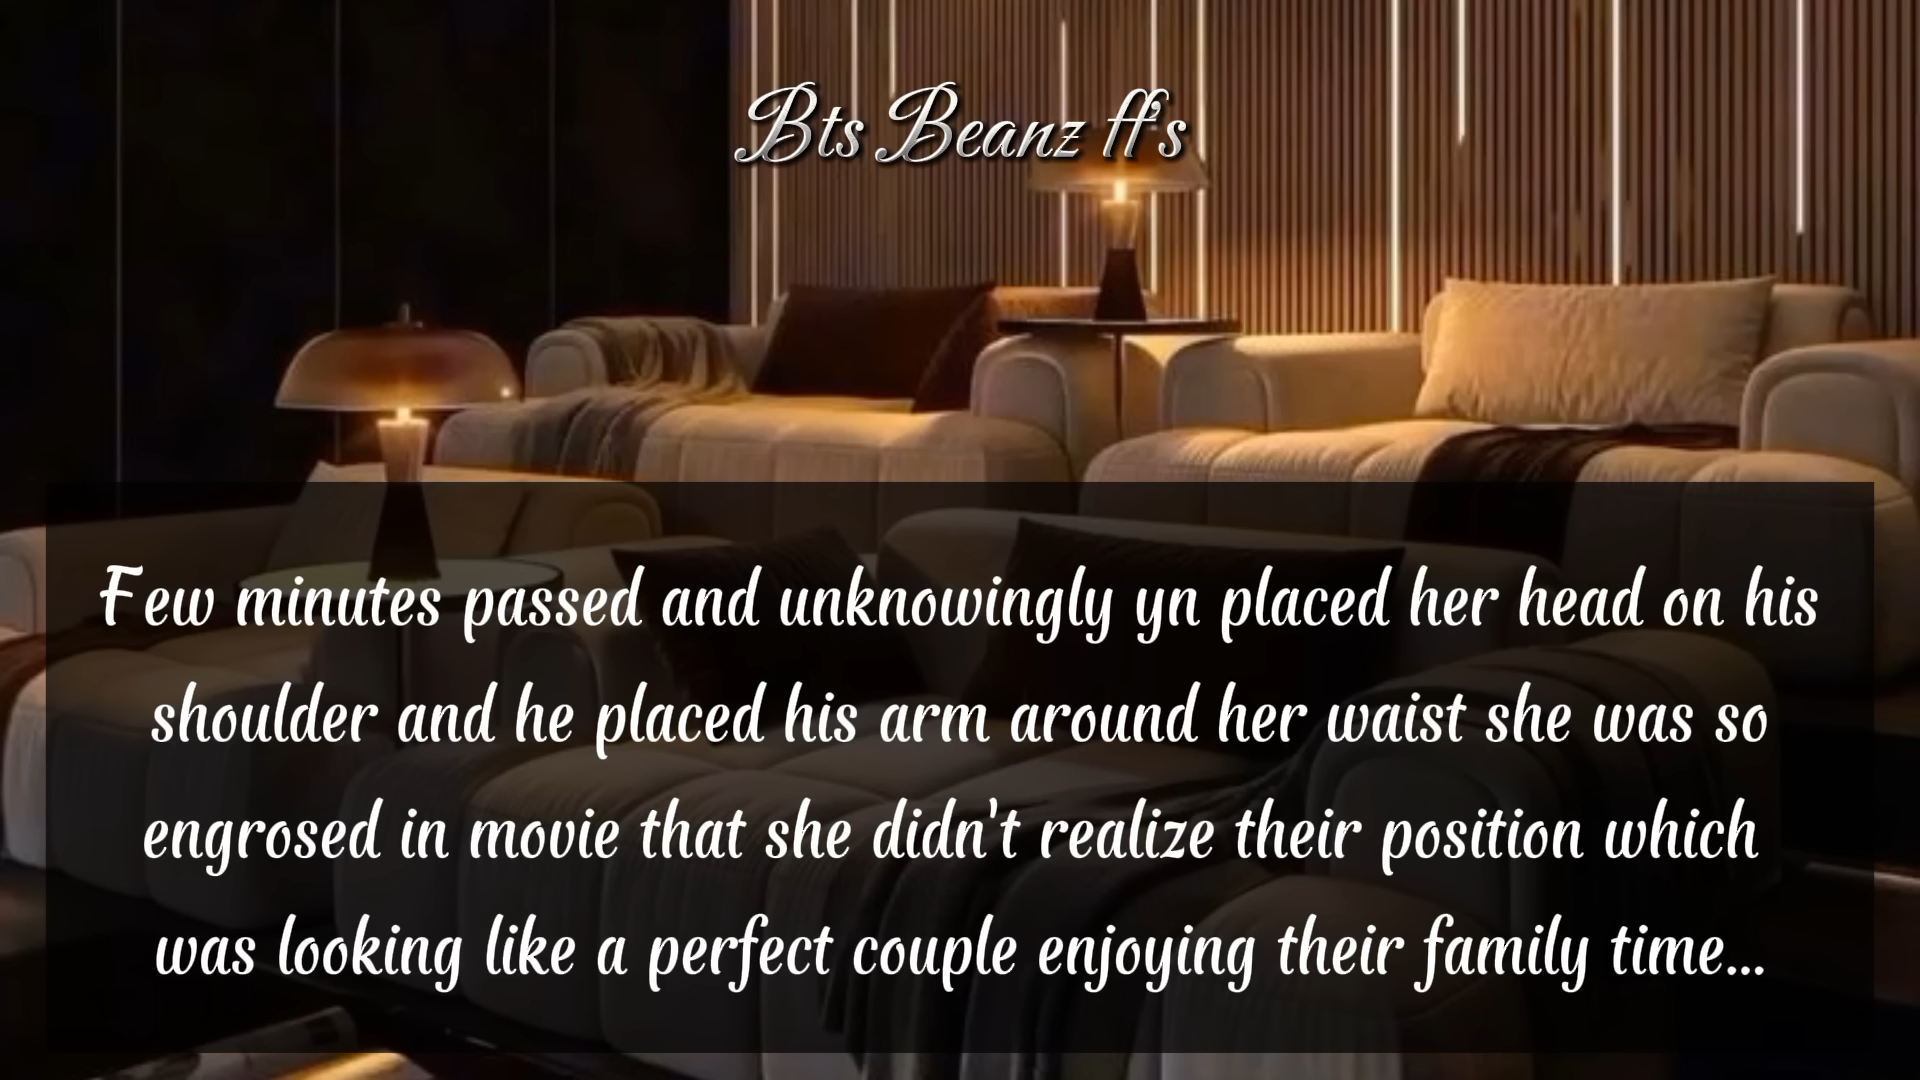 Bts Beanz ff's
Few minutes passed and unknowingly yn placed her head on his
shoulder and he placed his arm around her waist she was so
engrosed in movie that she didn't realize their position which
was looking like a perfect couple enjoying their family time...